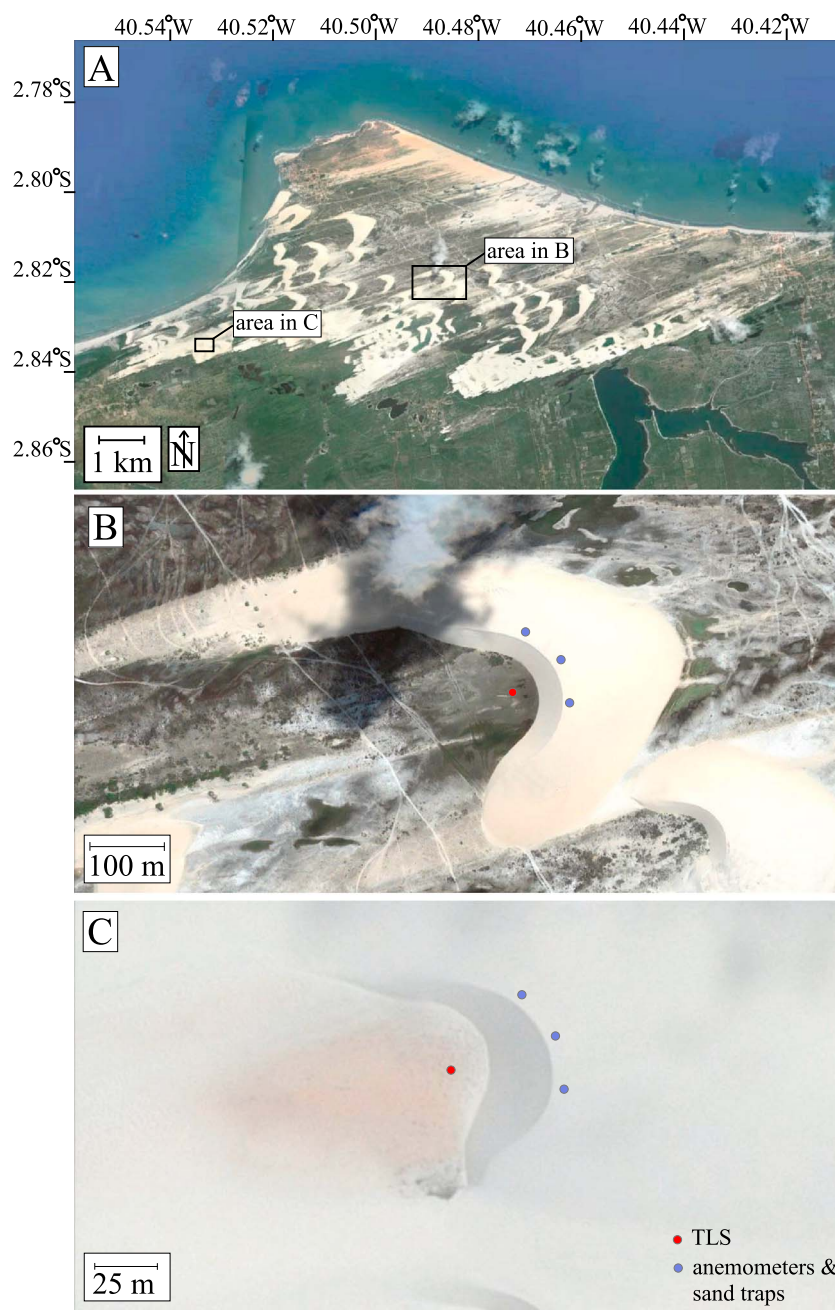 40.54°W 40.52°W 40.50°W 40.48°W 40.46°W 40.44°W 40.42°W
A
2.78°S
2.80°S
area in B
2.82°S
area in C
2.84°S
1 km
N
2.86°S
B
100 m
C
TLS
25 m
anemometers &
sand traps